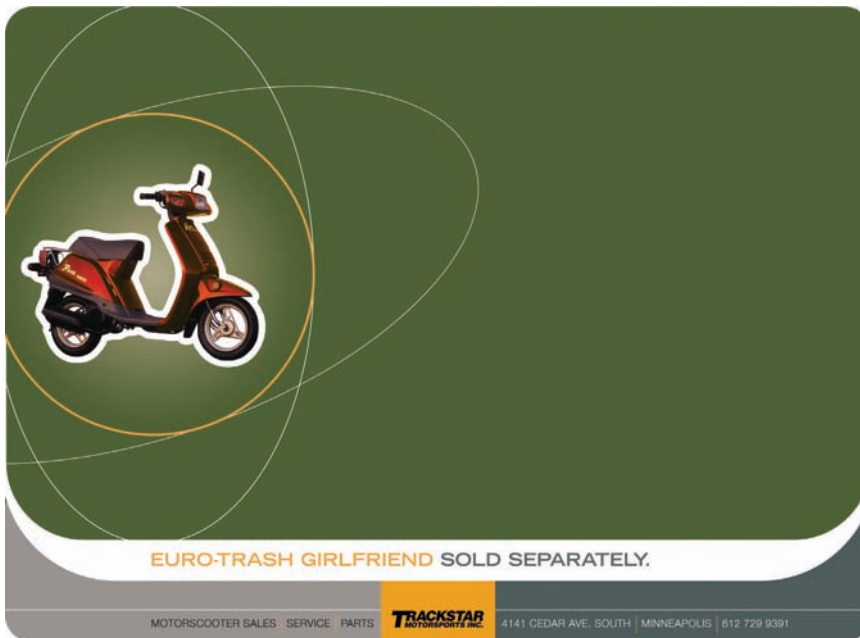 EURO-TRASH GIRLFRIEND SOLD SEPARATELY.
MOTORSCOOTER SALES | SERVICE | PARTS
TRACKSTAR
MOTORSPORTS INC.
4141 CEDAR AVE. SOUTH | MINNEAPOLIS | 612 729 9391